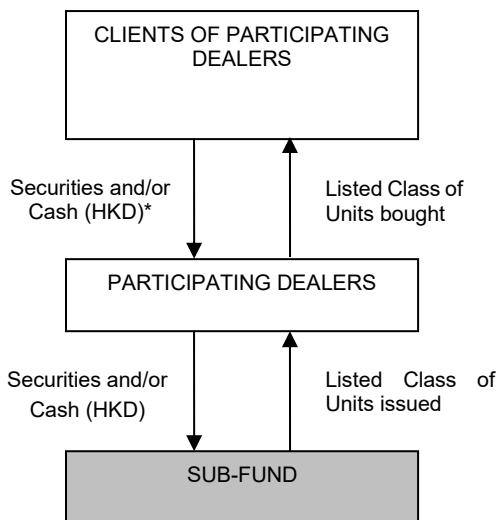 CLIENTS OF PARTICIPATING
DEALERS
Securities and/or
Cash (HKD)*
Listed Class of
Units bought
PARTICIPATING DEALERS
Securities and/or
Cash (HKD)
Listed Class of
Units issued
SUB-FUND